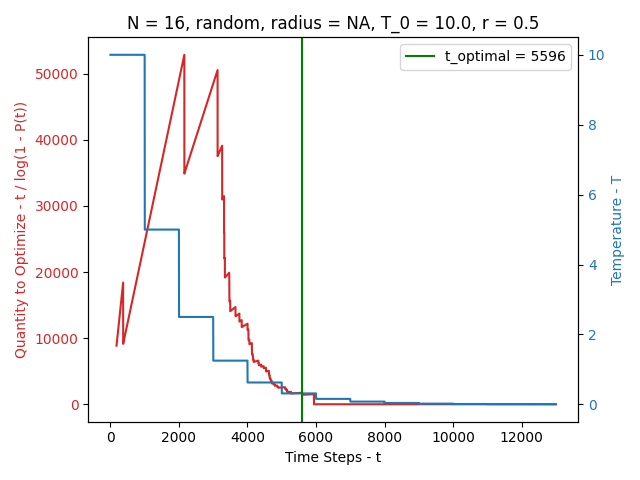 N = 16, random, radius = NA, T_0 = 10.0, r = 0.5
t_optimal = 5596
Quantity to Optimize - t / log(1 - P(t))
50000
40000
30000
20000
10000
0
10
8
6
4
2
0
Temperature - T
0 2000 4000 6000 8000 10000 12000
Time Steps - t